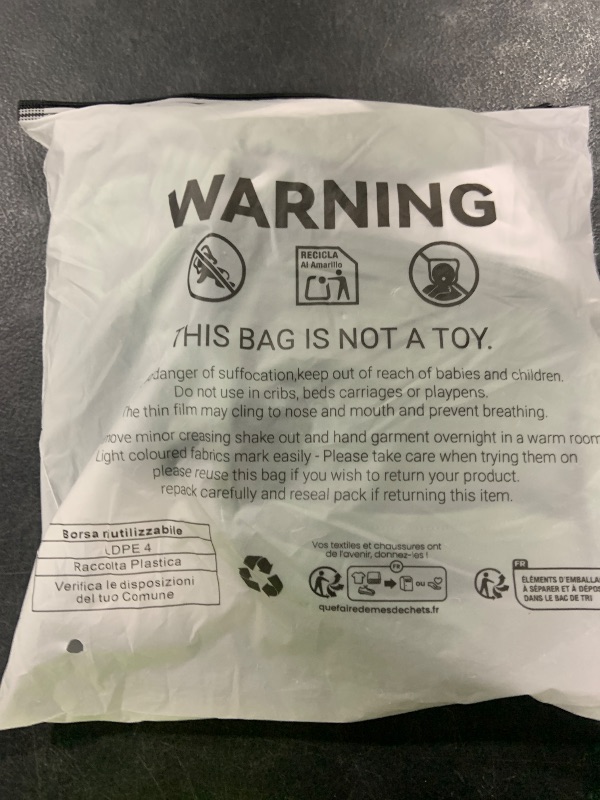 WARNING
RECICLA
Al Amarillo
THIS BAG IS NOT A TOY.
danger of suffocation,keep out of reach of babies and children.
Do not use in cribs, beds carriages or playpens.
The thin film may cling to nose and mouth and prevent breathing.
minor creasing shake out and hand garment overnight in a warm room
Light coloured fabrics mark easily - Please take care when trying them on
please reuse this bag if you wish to return your product.
repack carefully and reseal pack if returning this item.
Borsa riutilizzabile
LDPE 4
Raccolta Plastica
Verifica le disposizioni
del tuo Comune
Vos textiles et chaussures ont
de l'avenir, donnez-les !
FR
OU
quefairedemesdechets.fr
FR
ÉLÉMENTS
À SÉPARER ET À
DANS LE BAC DE TRI